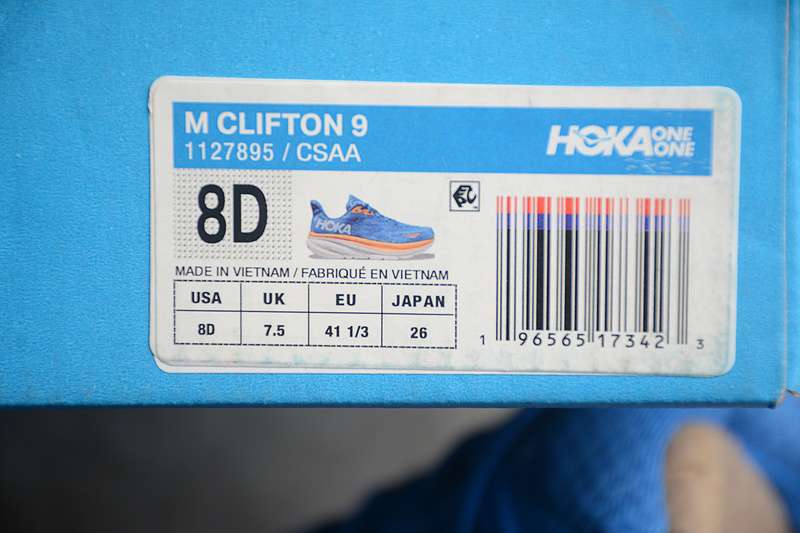 M CLIFTON 9
1127895 / CSAA
HOKA ONE ONE
8D
HOKA
MADE IN VIETNAM / FABRIQUÉ EN VIETNAM
USA UK EU JAPAN
8D 7.5 41 1/3 26
1 96565 17342 3